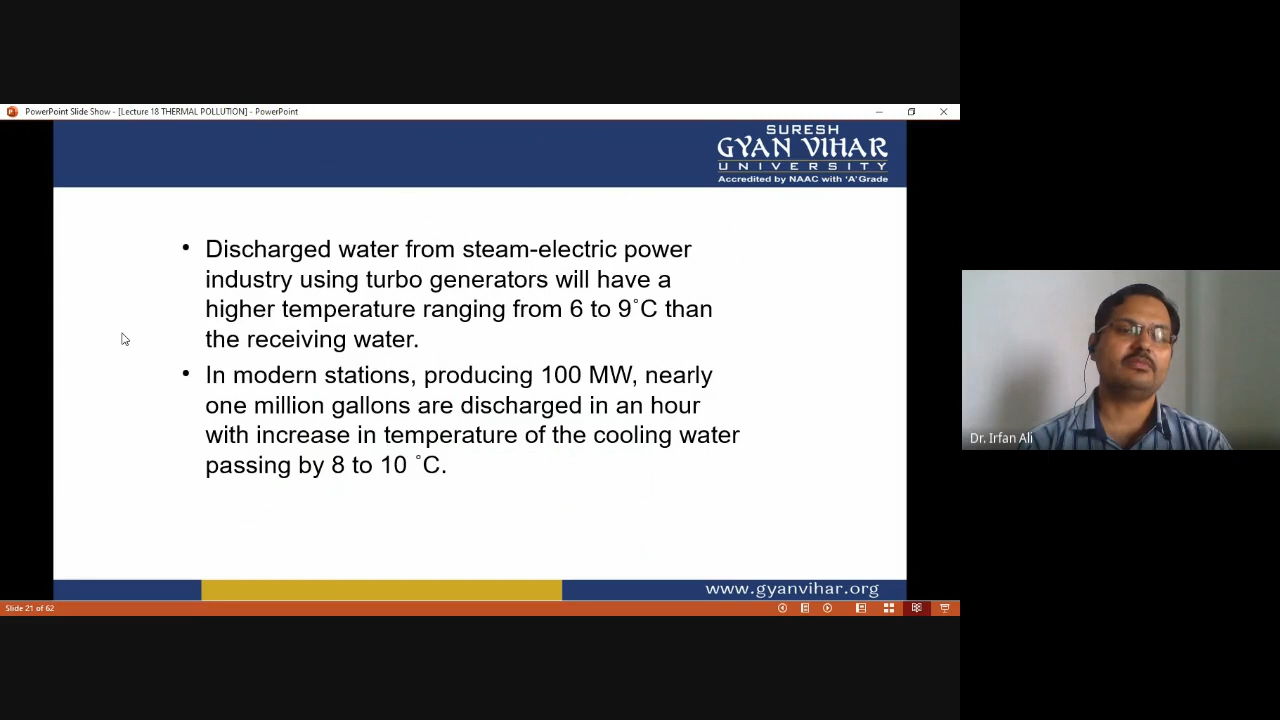 PowerPoint Slide Show - [Lecture 18 THERMAL POLLUTION] - PowerPoint
SURESH
GYAN VIHAR
UNIVERSITY
Accredited by NAAC with 'A' Grade
• Discharged water from steam-electric power
industry using turbo generators will have a
higher temperature ranging from 6 to 9˚C than
the receiving water.
• In modern stations, producing 100 MW, nearly
one million gallons are discharged in an hour
with increase in temperature of the cooling water
passing by 8 to 10 ˚C.
Dr. Irfan Ali
www.gyanvihar.org
Slide 21 of 62